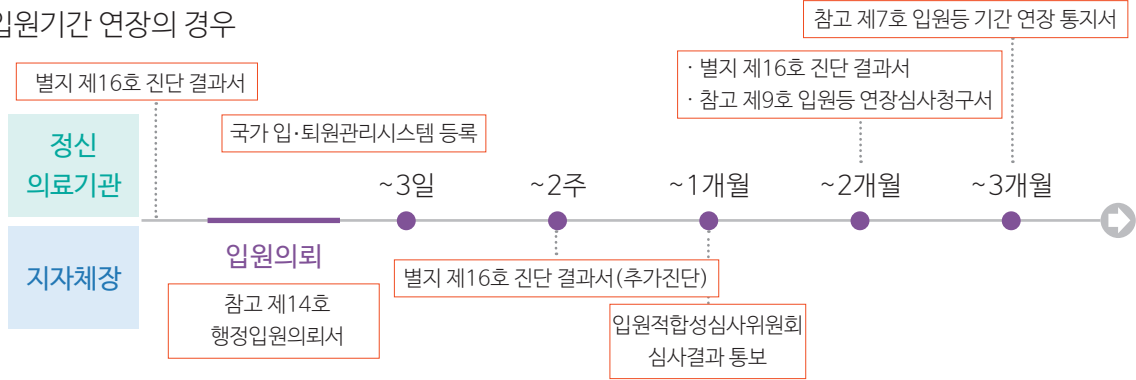 입원기간 연장의 경우
참고 제7호 입원등 기간 연장 통지서
별지 제16호 진단 결과서
· 별지 제16호 진단 결과서
· 참고 제9호 입원등 연장심사청구서
국가 입·퇴원관리시스템 등록
정신
의료기관
~3일
~2주
~1개월
~2개월
~3개월
지자체장
입원의뢰
참고 제14호
행정입원의뢰서
별지 제16호 진단 결과서(추가진단)
입원적합성심사위원회
심사결과 통보